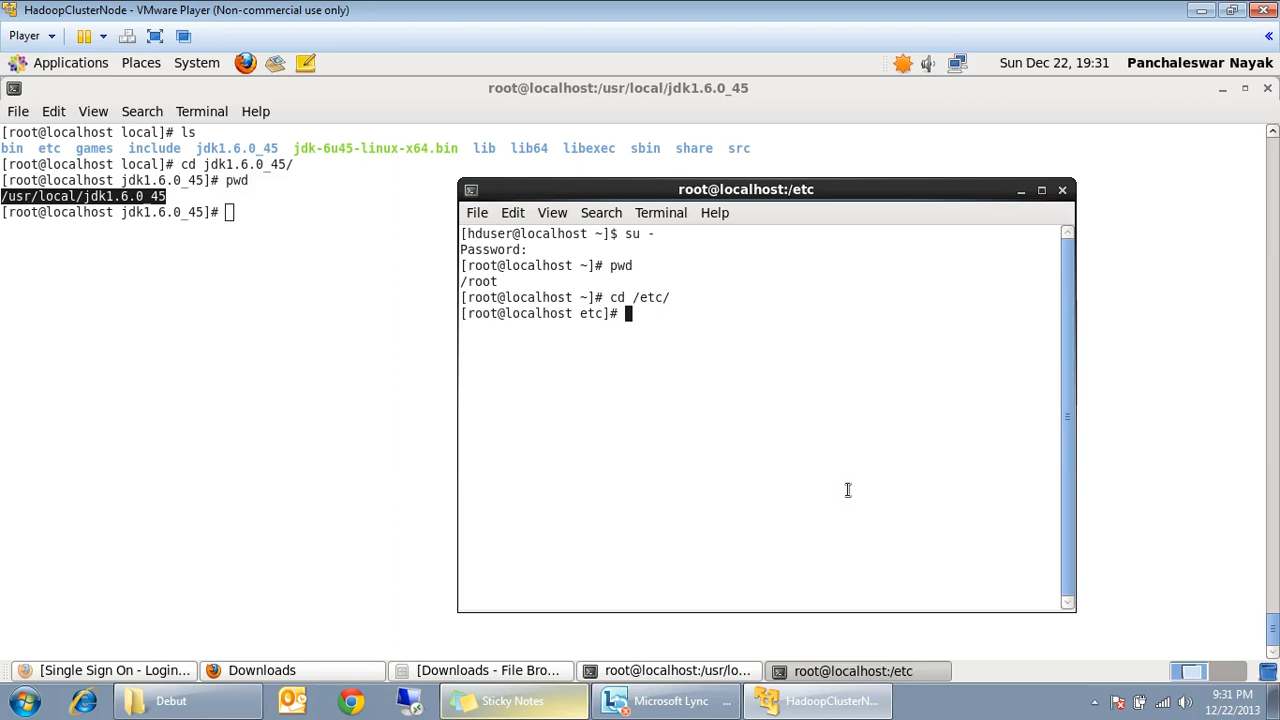 HadoopClusterNode - VMware Player (Non-commercial use only)
Player
Applications Places System Sun Dec 22, 19:31 Panchaleswar Nayak
root@localhost:/usr/local/jdk1.6.0_45
File Edit View Search Terminal Help
[root@localhost local]# ls
bin etc games include jdk1.6.0_45 jdk-6u45-linux-x64.bin lib lib64 libexec sbin share src
[root@localhost local]# cd jdk1.6.0_45/
[root@localhost jdk1.6.0_45]# pwd
/usr/local/jdk1.6.0_45
[root@localhost jdk1.6.0_45]#
root@localhost:/etc
File Edit View Search Terminal Help
[hduser@localhost ~]$ su -
Password:
[root@localhost ~]# pwd
/root
[root@localhost ~]# cd /etc/
[root@localhost etc]#
[Single Sign On - Login... Downloads [Downloads - File Bro... root@localhost:/usr/lo... root@localhost:/etc
Debut Sticky Notes Microsoft Lync ... HadoopClusterN... 9:31 PM
12/22/2013